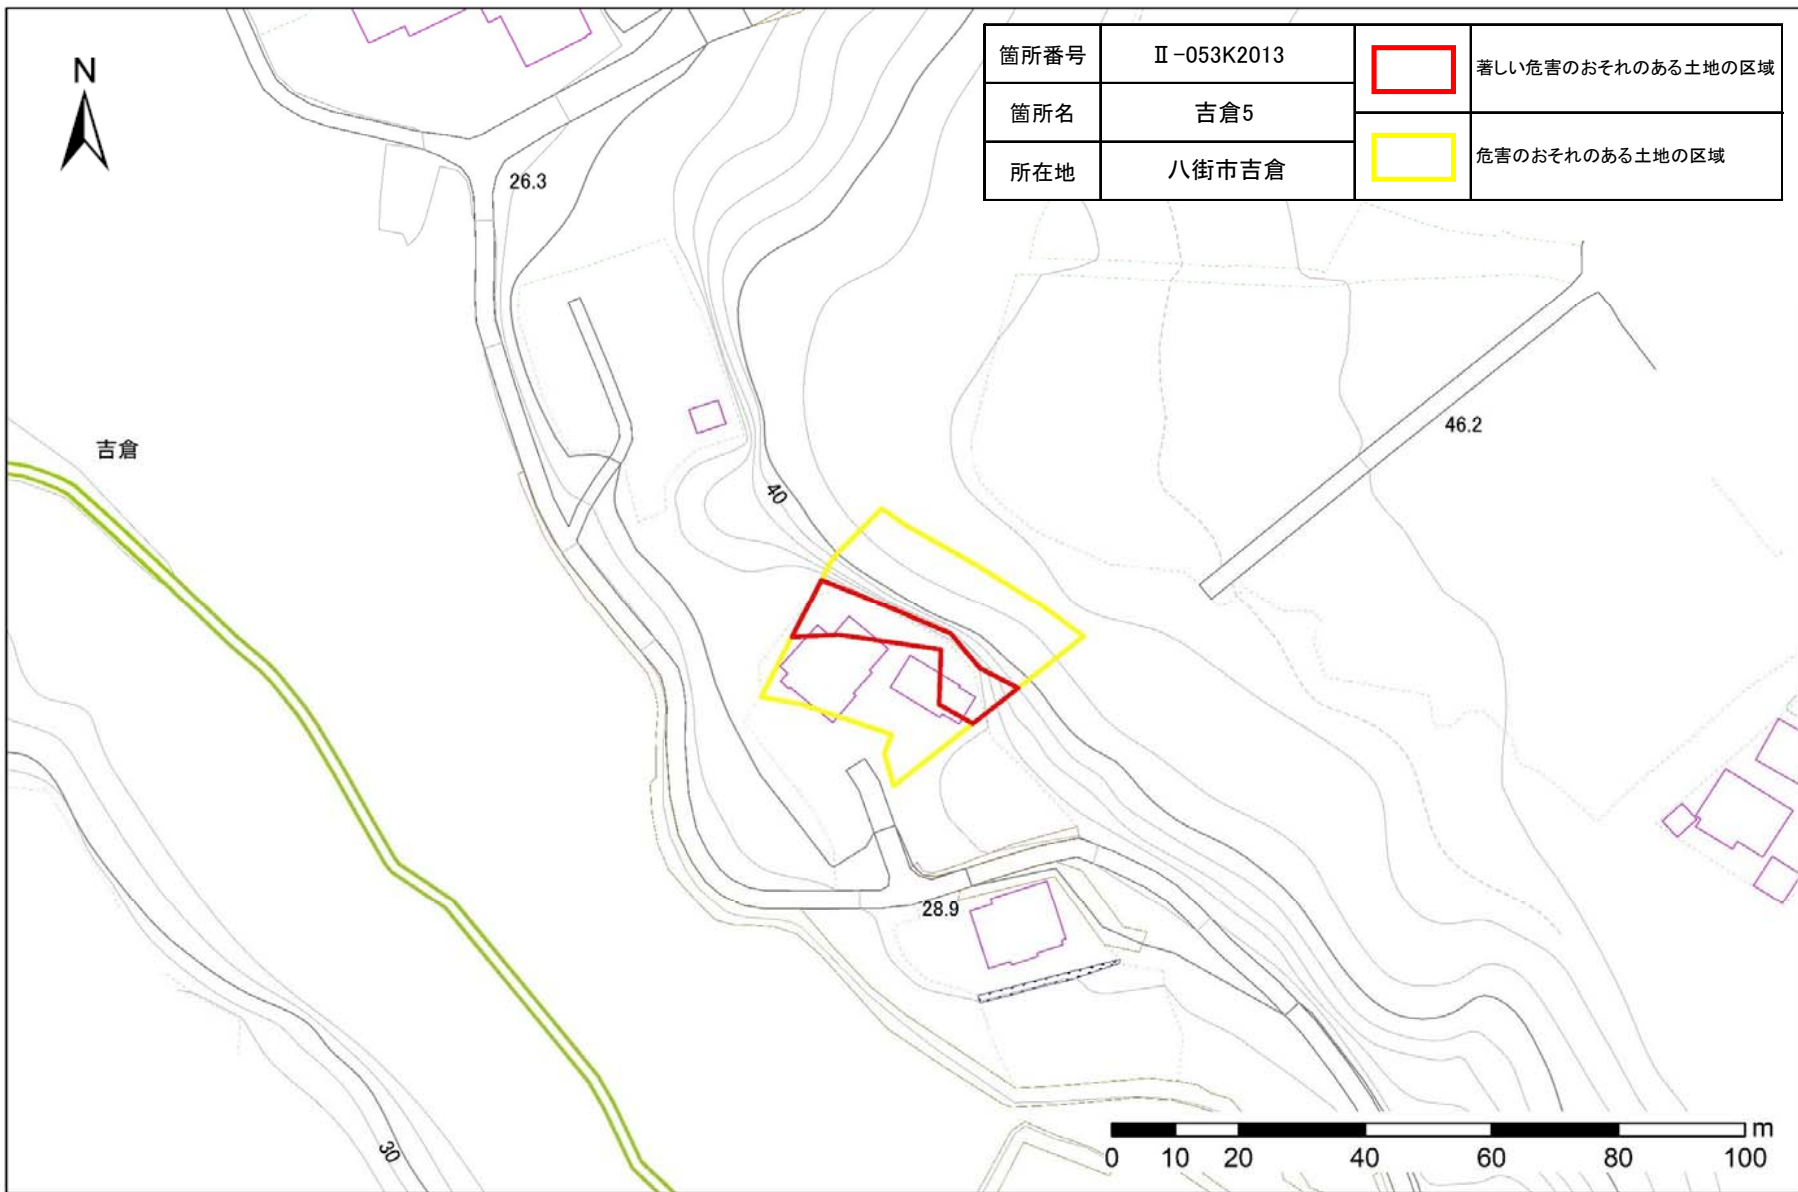 N
箇所番号 Ⅱ-053K2013 著しい危害のおそれのある土地の区域
箇所名 吉倉5
危害のおそれのある土地の区域
所在地 八街市吉倉
26.3
46.2
吉倉
40
28.9
30
m
0 10 20 40 60 80 100